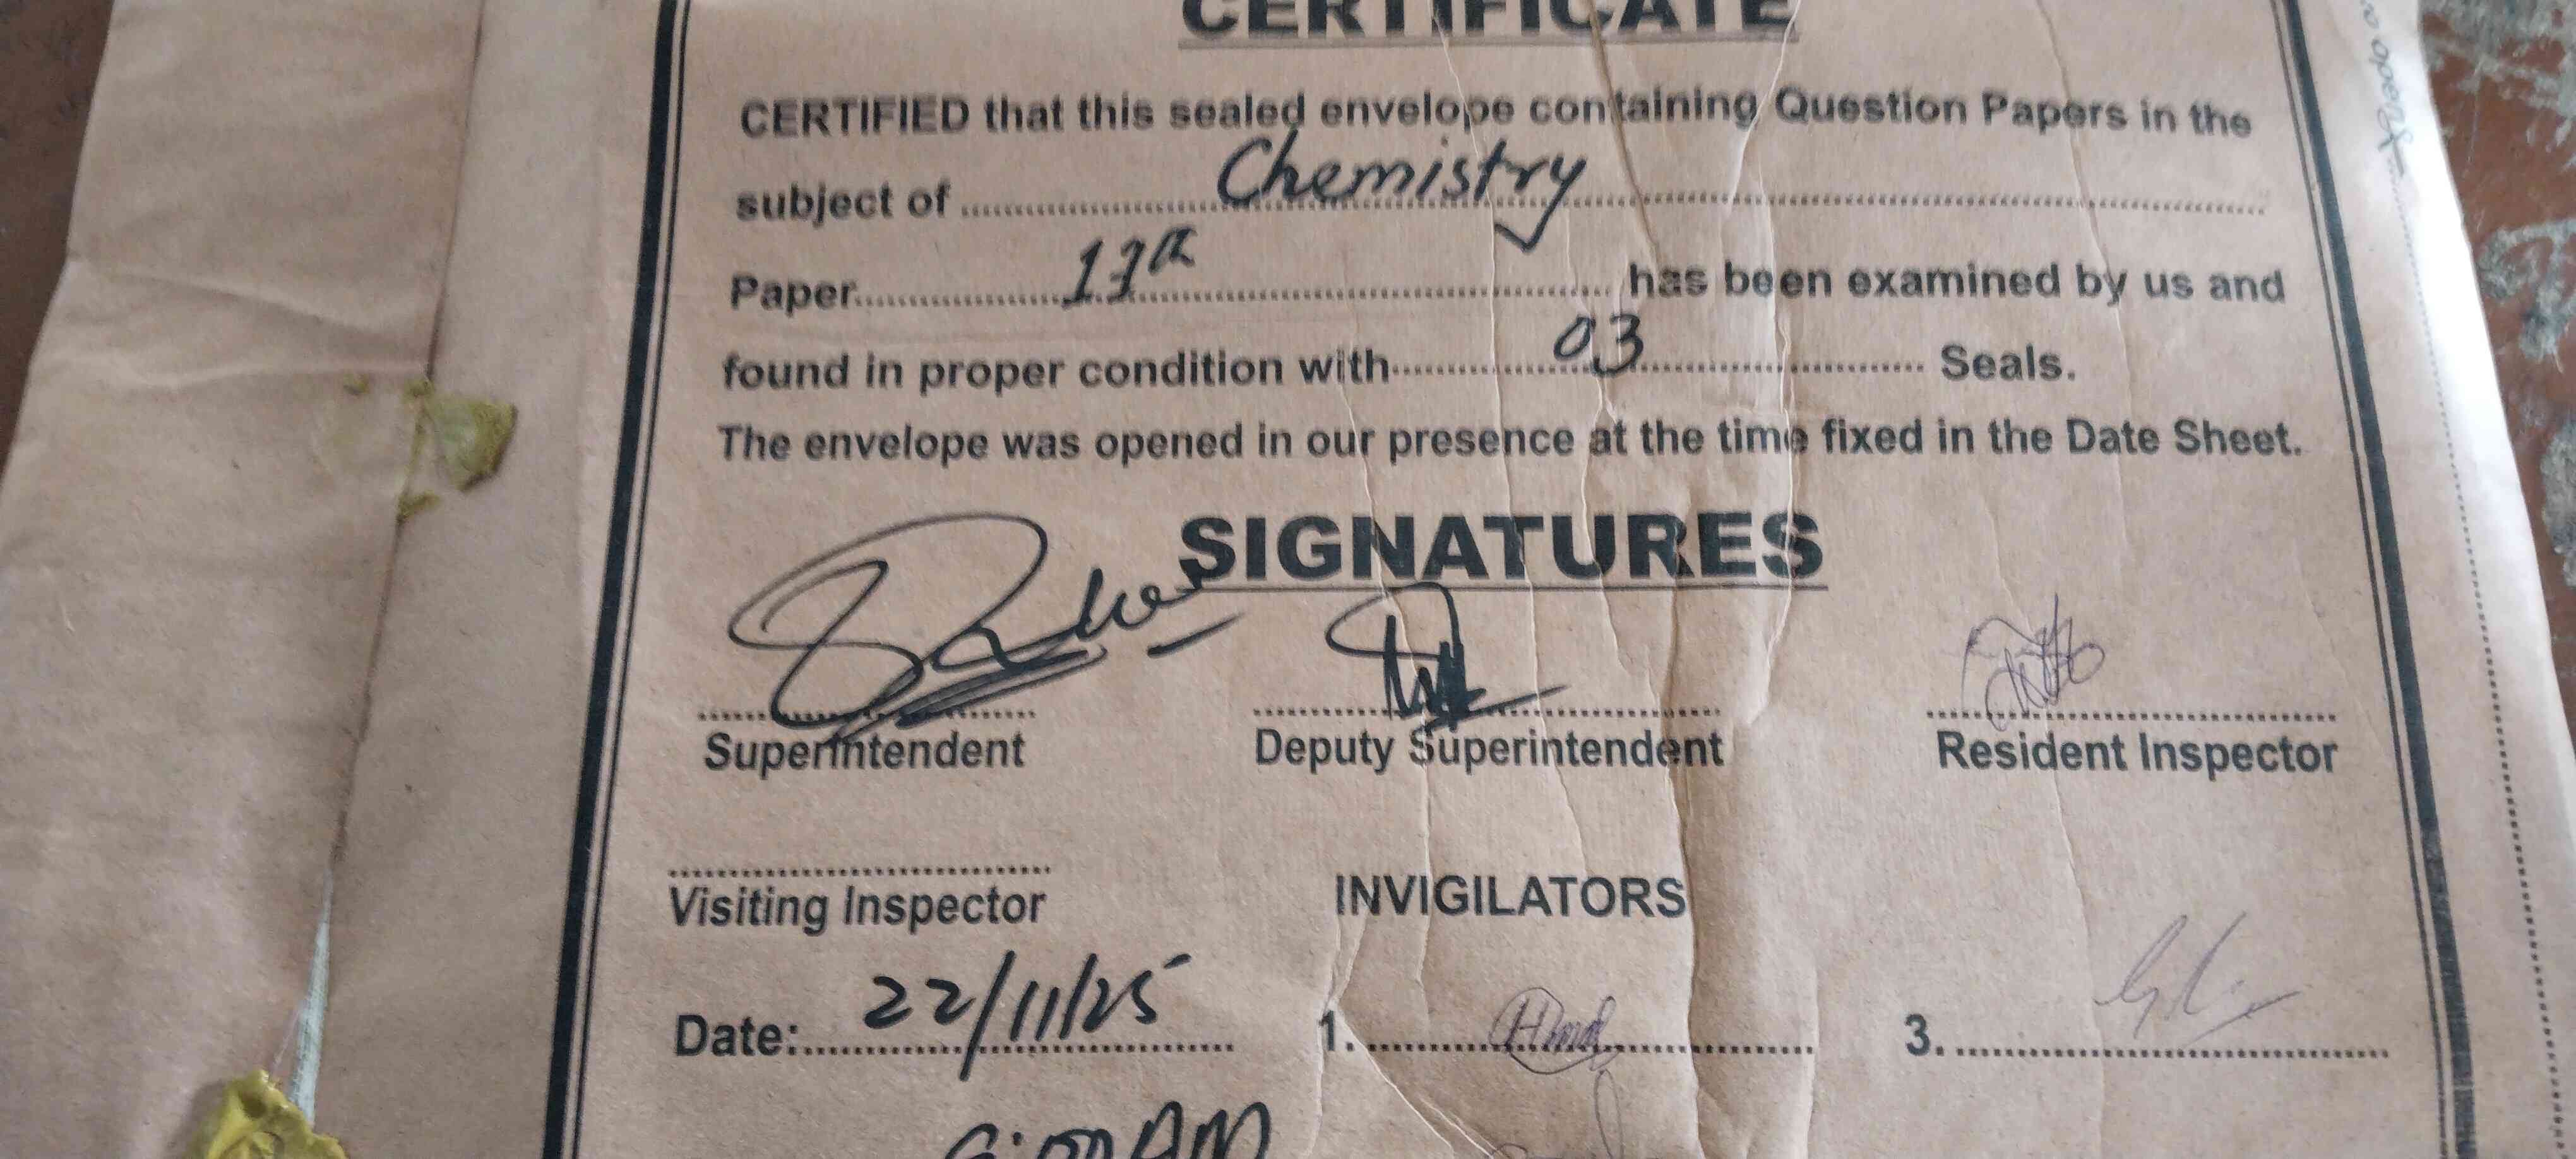 CERTIFICATE
CERTIFIED that this sealed envelope containing Question Papers in the
subject of Chemistry
Paper 11th has been examined by us and
found in proper condition with 03 Seals.
The envelope was opened in our presence at the time fixed in the Date Sheet.
SIGNATURES
Superintendent Deputy Superintendent Resident Inspector
Visiting Inspector INVIGILATORS
Date: 22/11/25 1. 3.